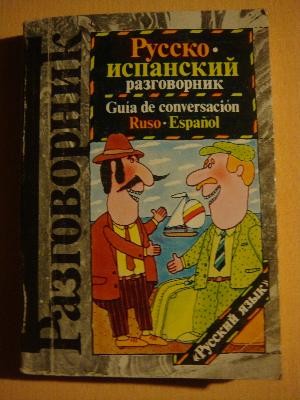 Разговорник
Русско-
испанский
разговорник
Guía de conversación
Ruso·Español
«Русский язык»